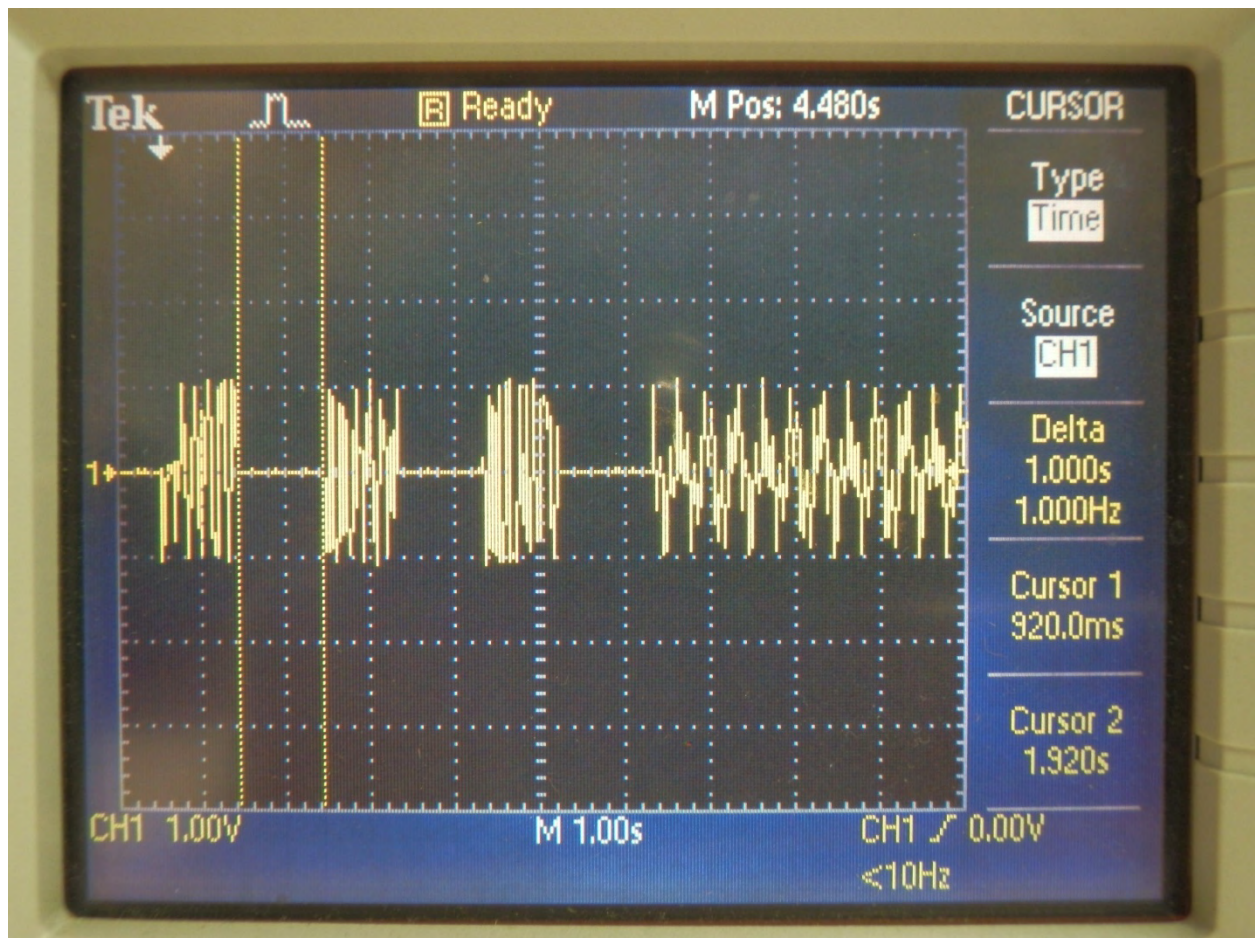 Tek R Ready M Pos: 4.480s CURSOR
Type
Time
Source
CH1
Delta
1.000s
1.000Hz
Cursor 1
920.0ms
Cursor 2
1.920s
1
CH1 1.00V M 1.00s CH1 0.00V
<10Hz